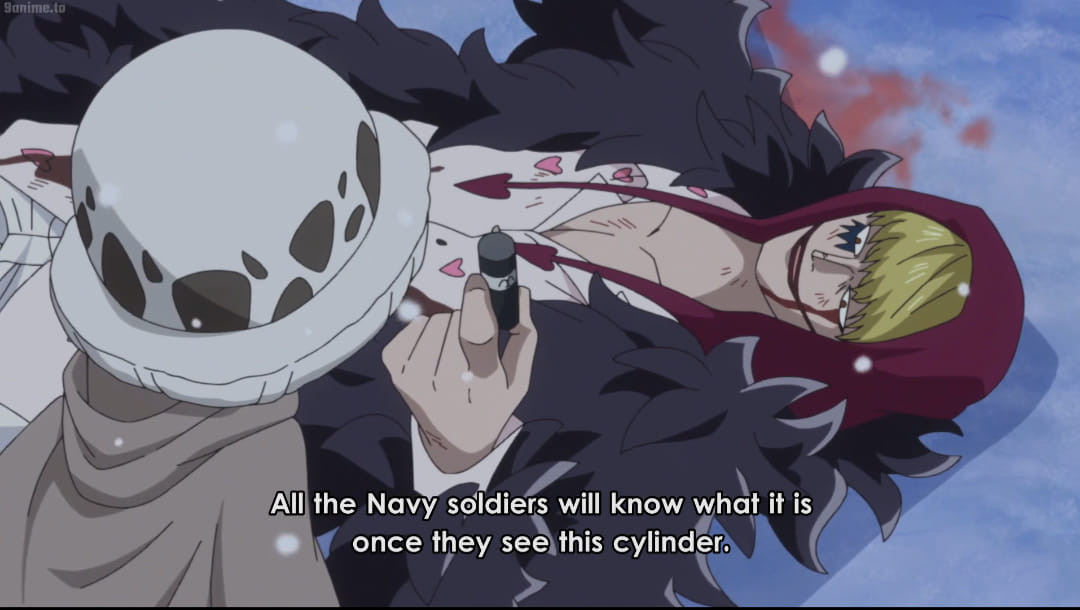 9anime.to
All the Navy soldiers will know what it is
once they see this cylinder.